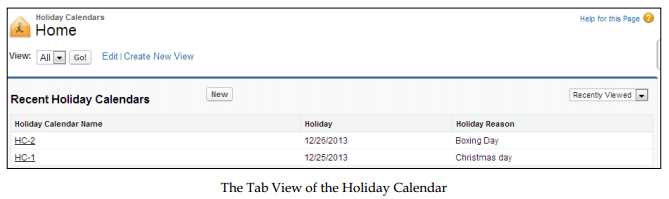 Holiday Calendars
Home
Help for this Page
View: All Go! Edit | Create New View
Recent Holiday Calendars New Recently Viewed
Holiday Calendar Name Holiday Holiday Reason
HC-2 12/26/2013 Boxing Day
HC-1 12/25/2013 Christmas day
The Tab View of the Holiday Calendar